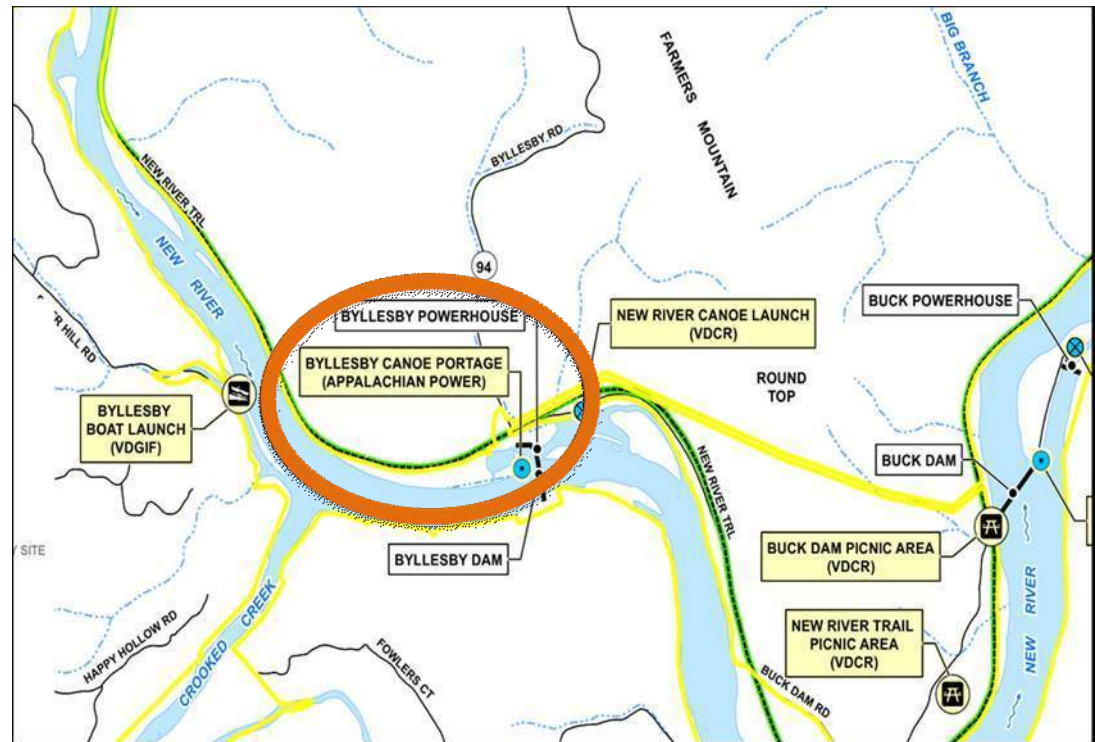 BIG BRANCH
FARMERS
MOUNTAIN
BYLLESBY RD
NEW RIVER TRL
NEW
RIVER
94
BYLLESBY POWERHOUSE
NEW RIVER CANOE LAUNCH
(VDCR)
BUCK POWERHOUSE
HILL RD
BYLLESBY CANOE PORTAGE
(APPALACHIAN POWER)
ROUND
TOP
BYLLESBY
BOAT LAUNCH
(VDGIF)
NEW RIVER TRL
BUCK DAM
SITE
BYLLESBY DAM
BUCK DAM PICNIC AREA
(VDCR)
NEW RIVER
HAPPY HOLLOW RD
CROOKED CREEK
FOWLERS CT
NEW RIVER TRAIL
PICNIC AREA
(VDCR)
BUCK DAM RD